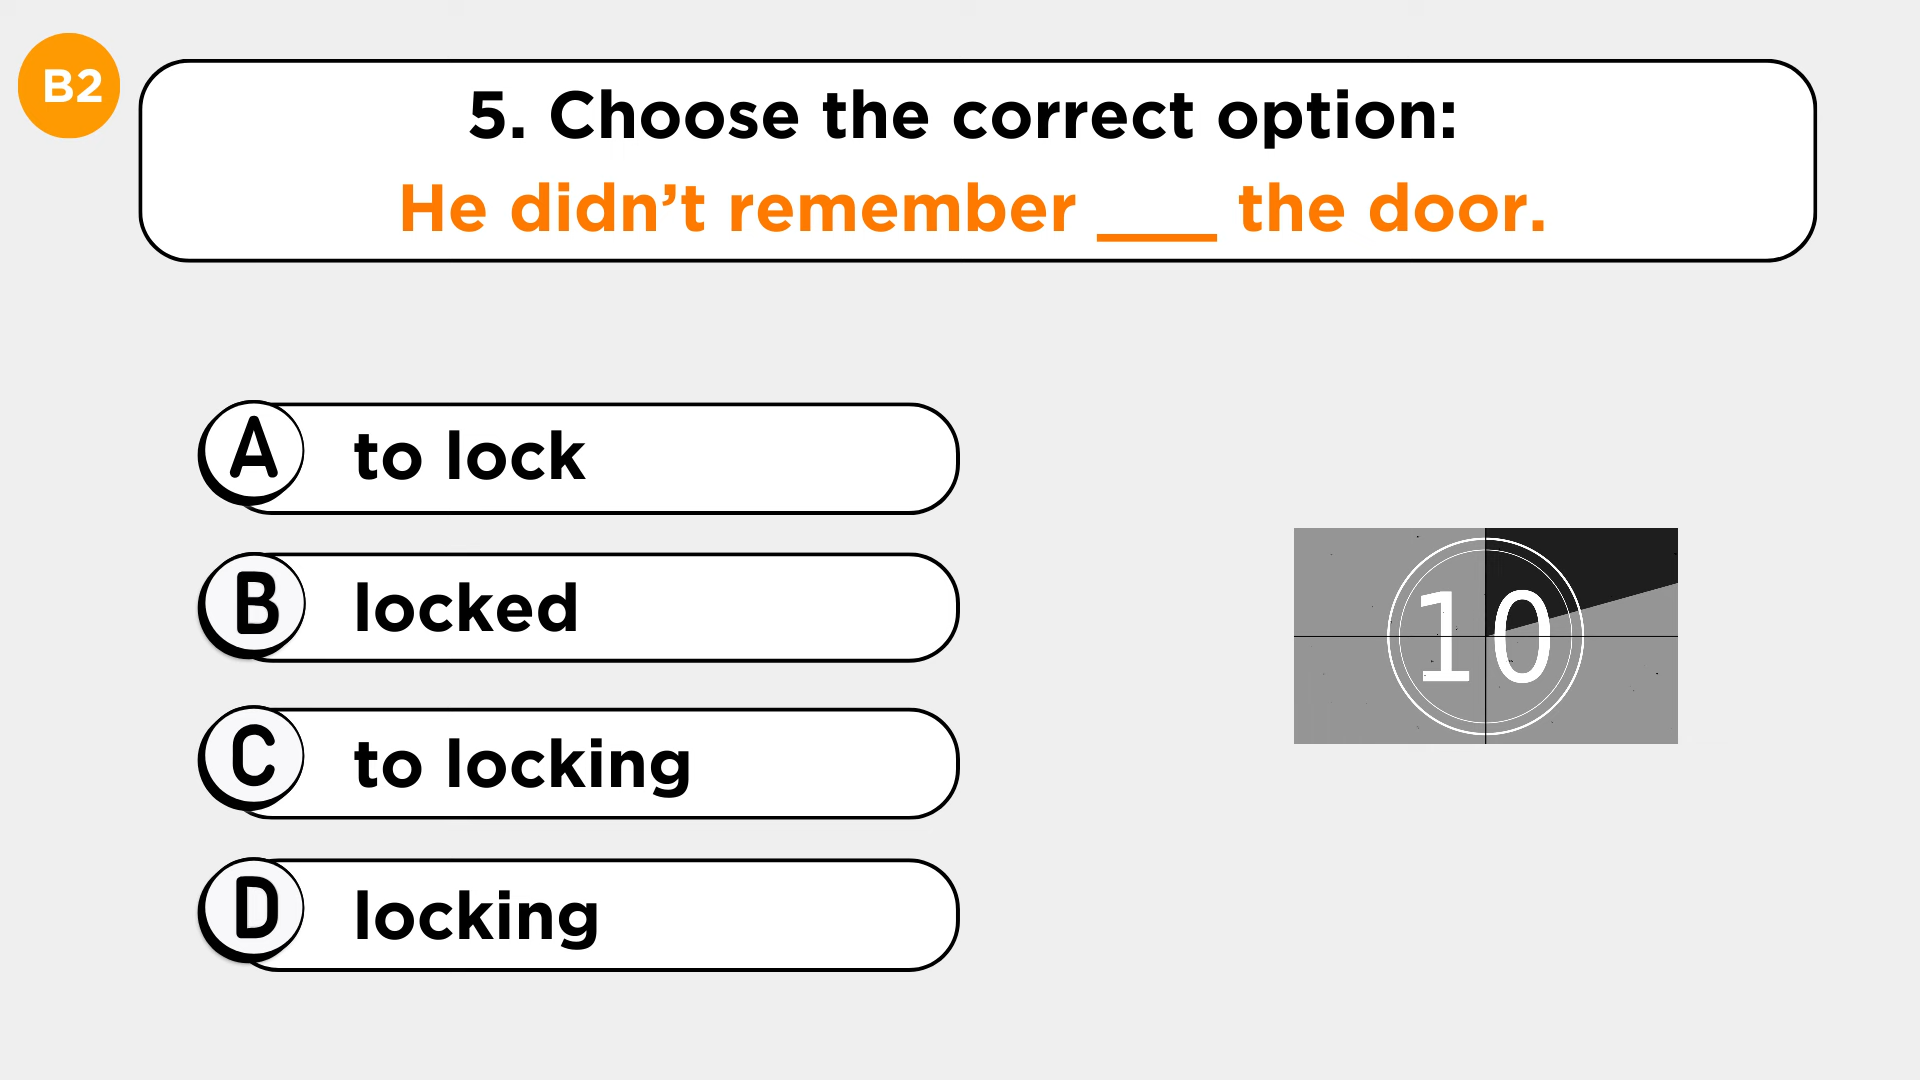 B2
5. Choose the correct option:
He didn’t remember ___ the door.
A to lock
B locked
C to locking
D locking
10